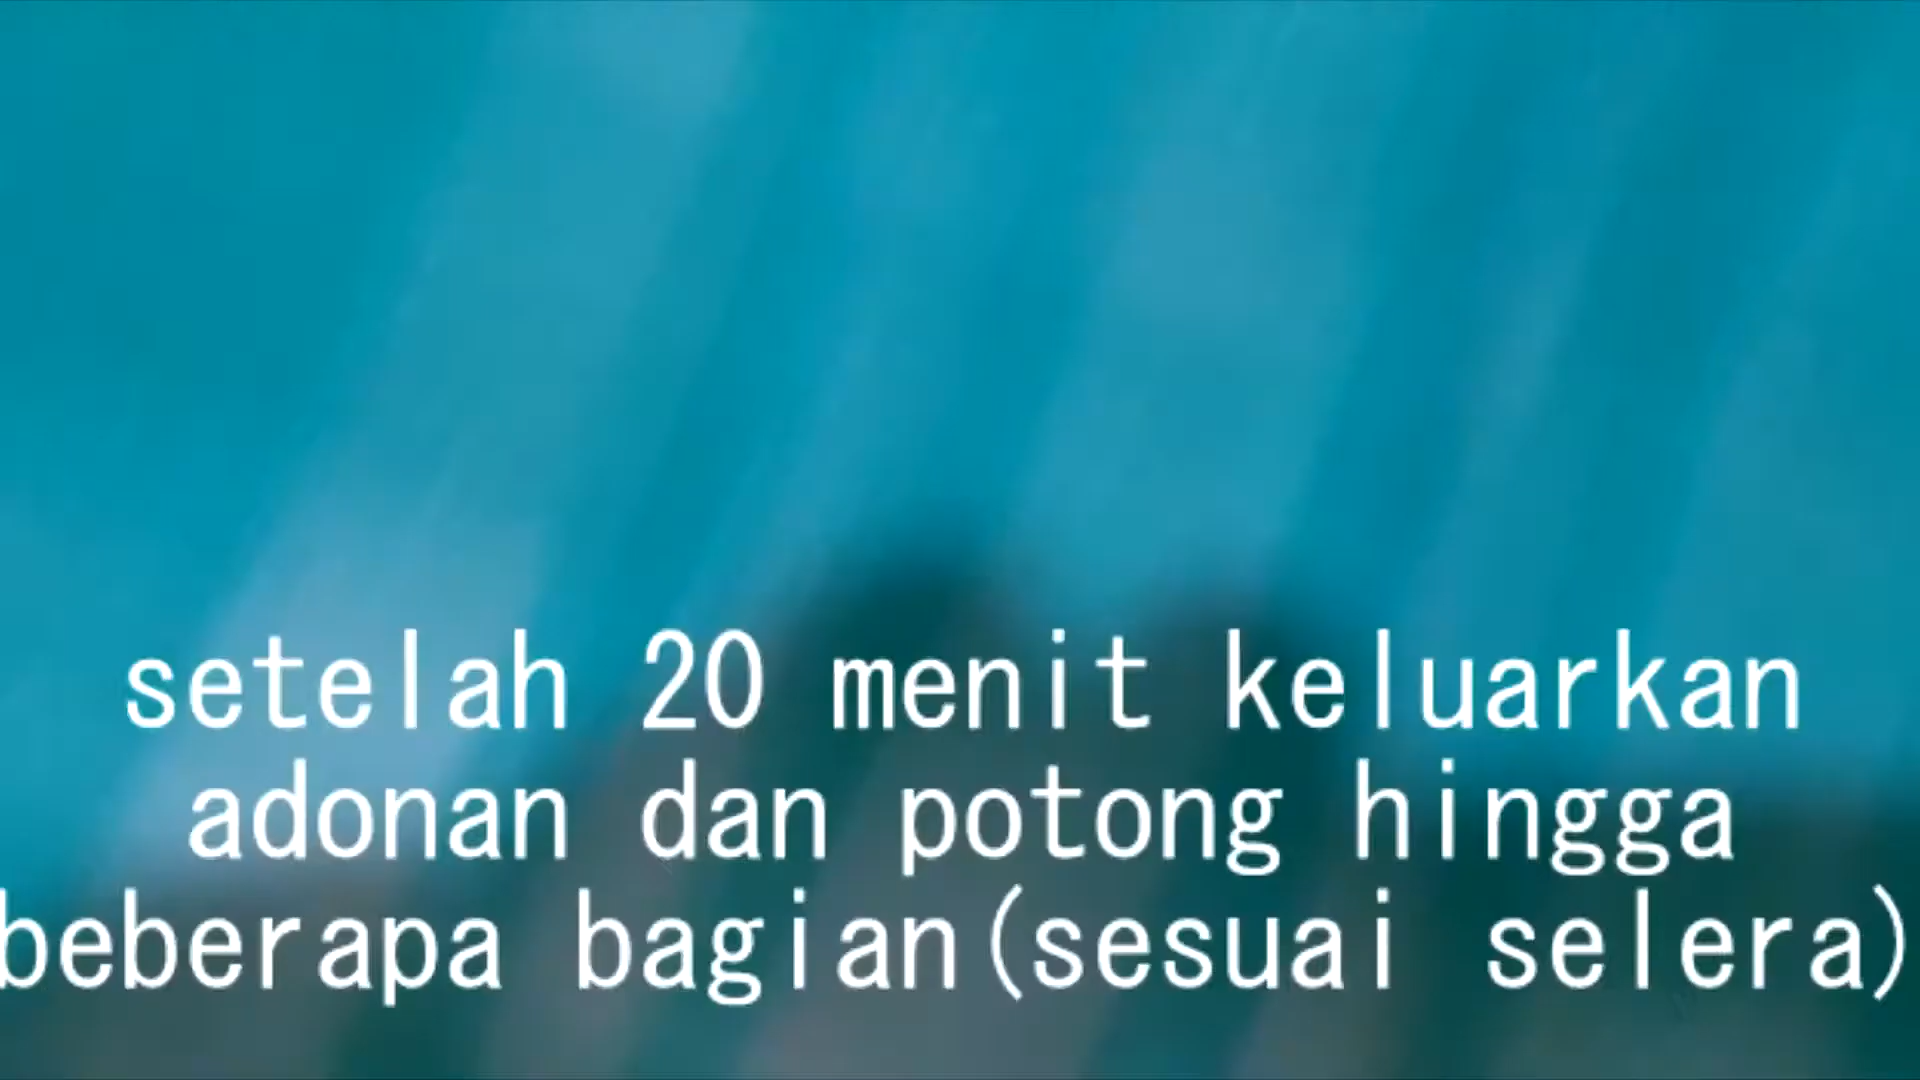 setelah 20 menit keluarkan
adonan dan potong hingga
beberapa bagian(sesuai selera)